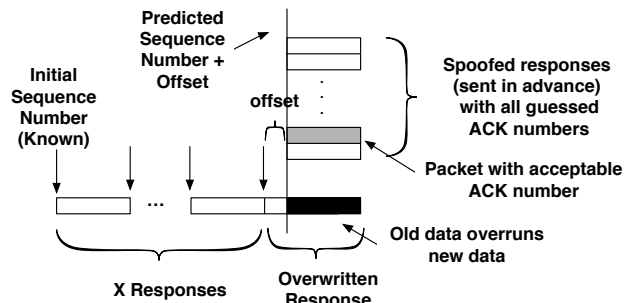 Predicted
Sequence
Number +
Offset
Initial
Sequence
Number
(Known)
offset
Spoofed responses
(sent in advance)
with all guessed
ACK numbers
Packet with acceptable
ACK number
...
Old data overruns
new data
X Responses
Overwritten
Response